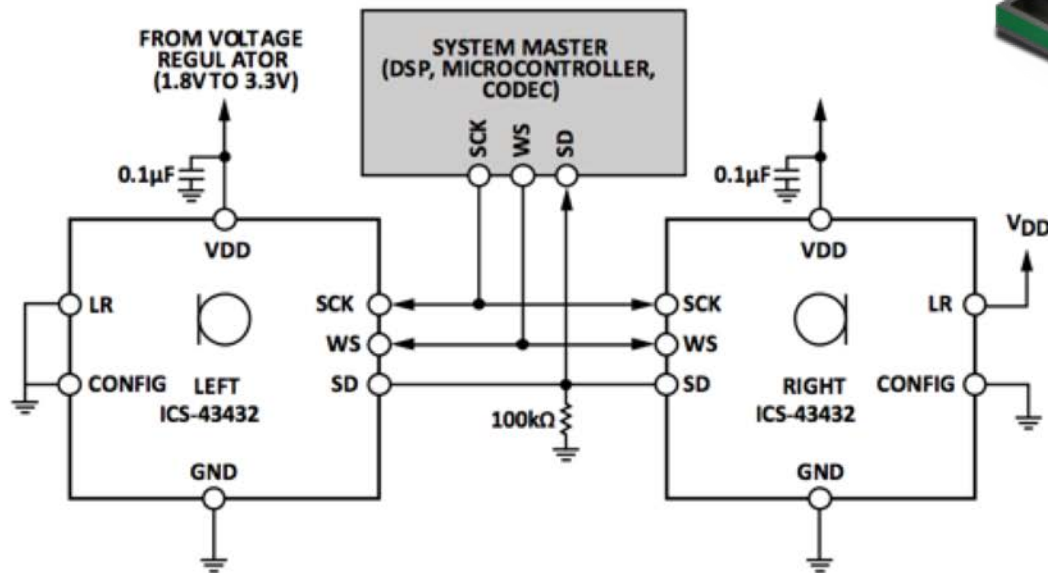 FROM VOLTAGE
REGUL ATOR
(1.8V TO 3.3V)
SYSTEM MASTER
(DSP, MICROCONTROLLER,
CODEC)
SCK
WS
SD
0.1µF
0.1µF
VDD
VDD
VDD
LR
SCK
SCK
LR
WS
WS
CONFIG
LEFT
SD
SD
RIGHT
CONFIG
ICS-43432
100kΩ
ICS-43432
GND
GND